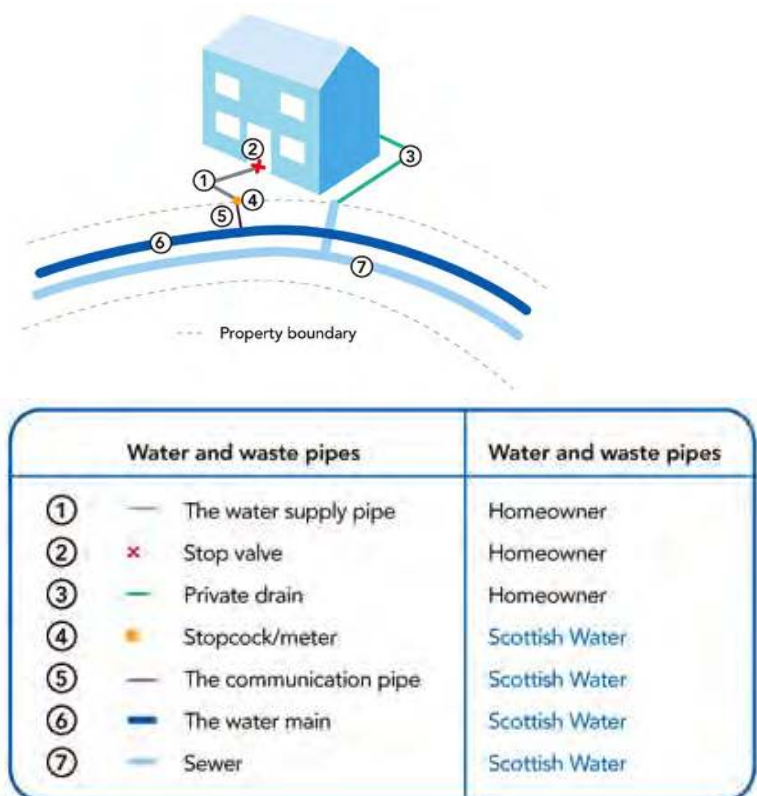 ②
③
①
④
⑤
⑥
⑦
Property boundary
Water and waste pipes Water and waste pipes
① The water supply pipe Homeowner
② Stop valve Homeowner
③ Private drain Homeowner
④ Stopcock/meter Scottish Water
⑤ The communication pipe Scottish Water
⑥ The water main Scottish Water
⑦ Sewer Scottish Water